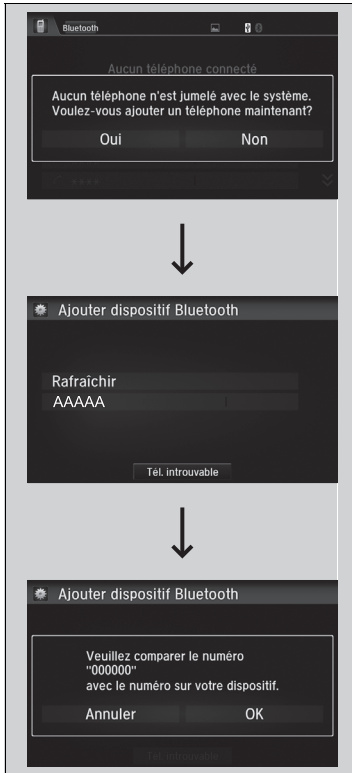 Bluetooth
Aucun téléphone connecté
Aucun téléphone n'est jumelé avec le système.
Voulez-vous ajouter un téléphone maintenant?
Oui Non
****
Ajouter dispositif Bluetooth
Rafraîchir
AAAAA
Tél. introuvable
Ajouter dispositif Bluetooth
Veuillez comparer le numéro
"000000"
avec le numéro sur votre dispositif.
Annuler OK
Tél. introuvable